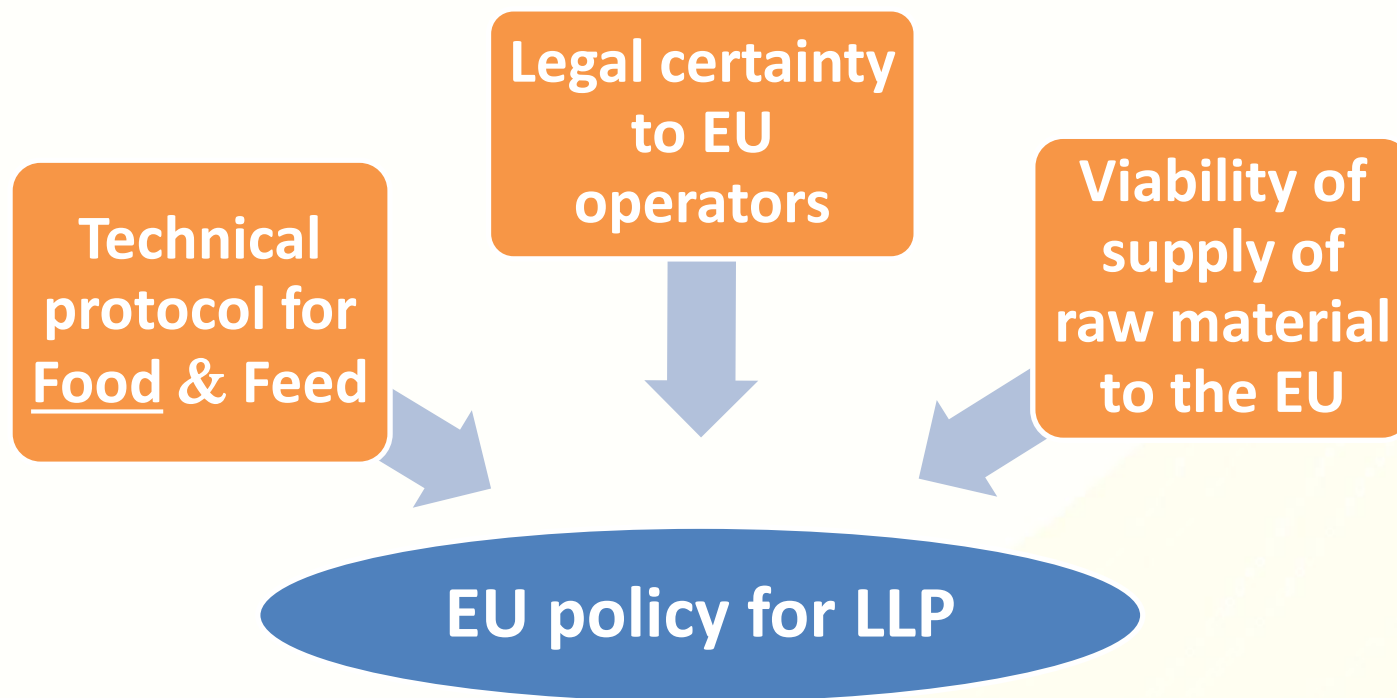 Legal certainty
to EU
operators
Technical
protocol for
Food & Feed
Viability of
supply of
raw material
to the EU
EU policy for LLP